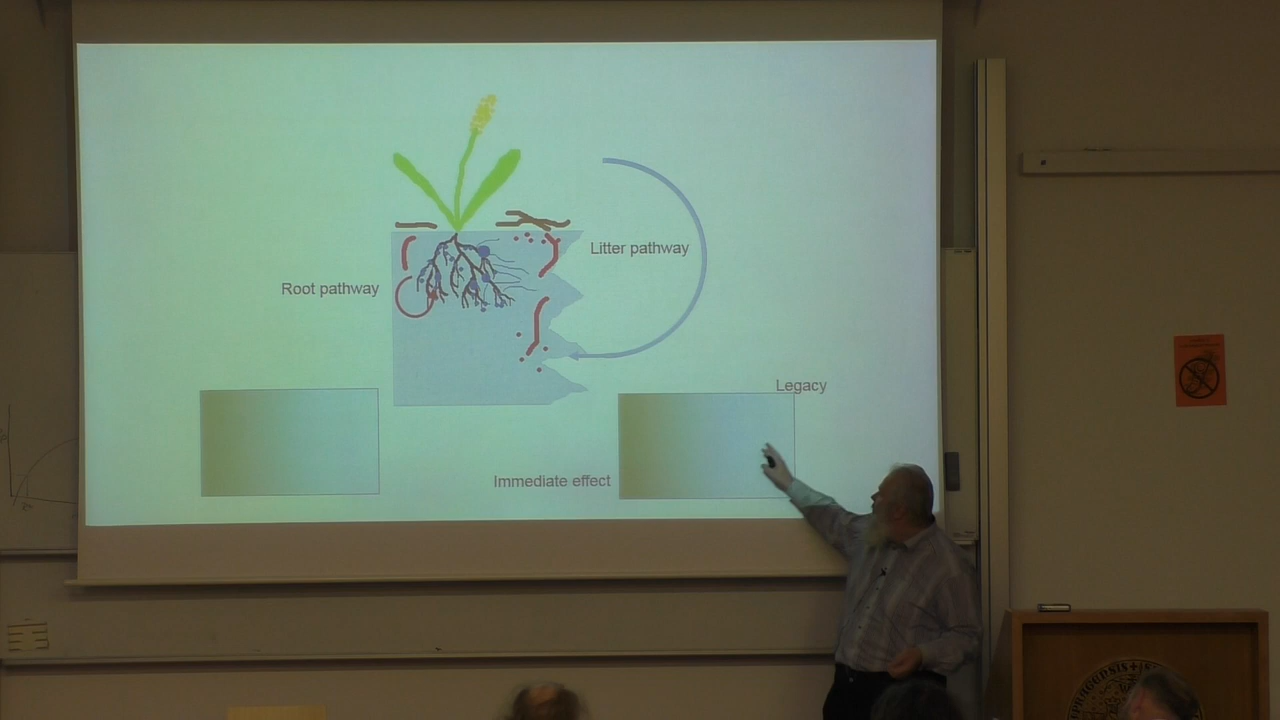 Litter pathway
Root pathway
Legacy
Immediate effect